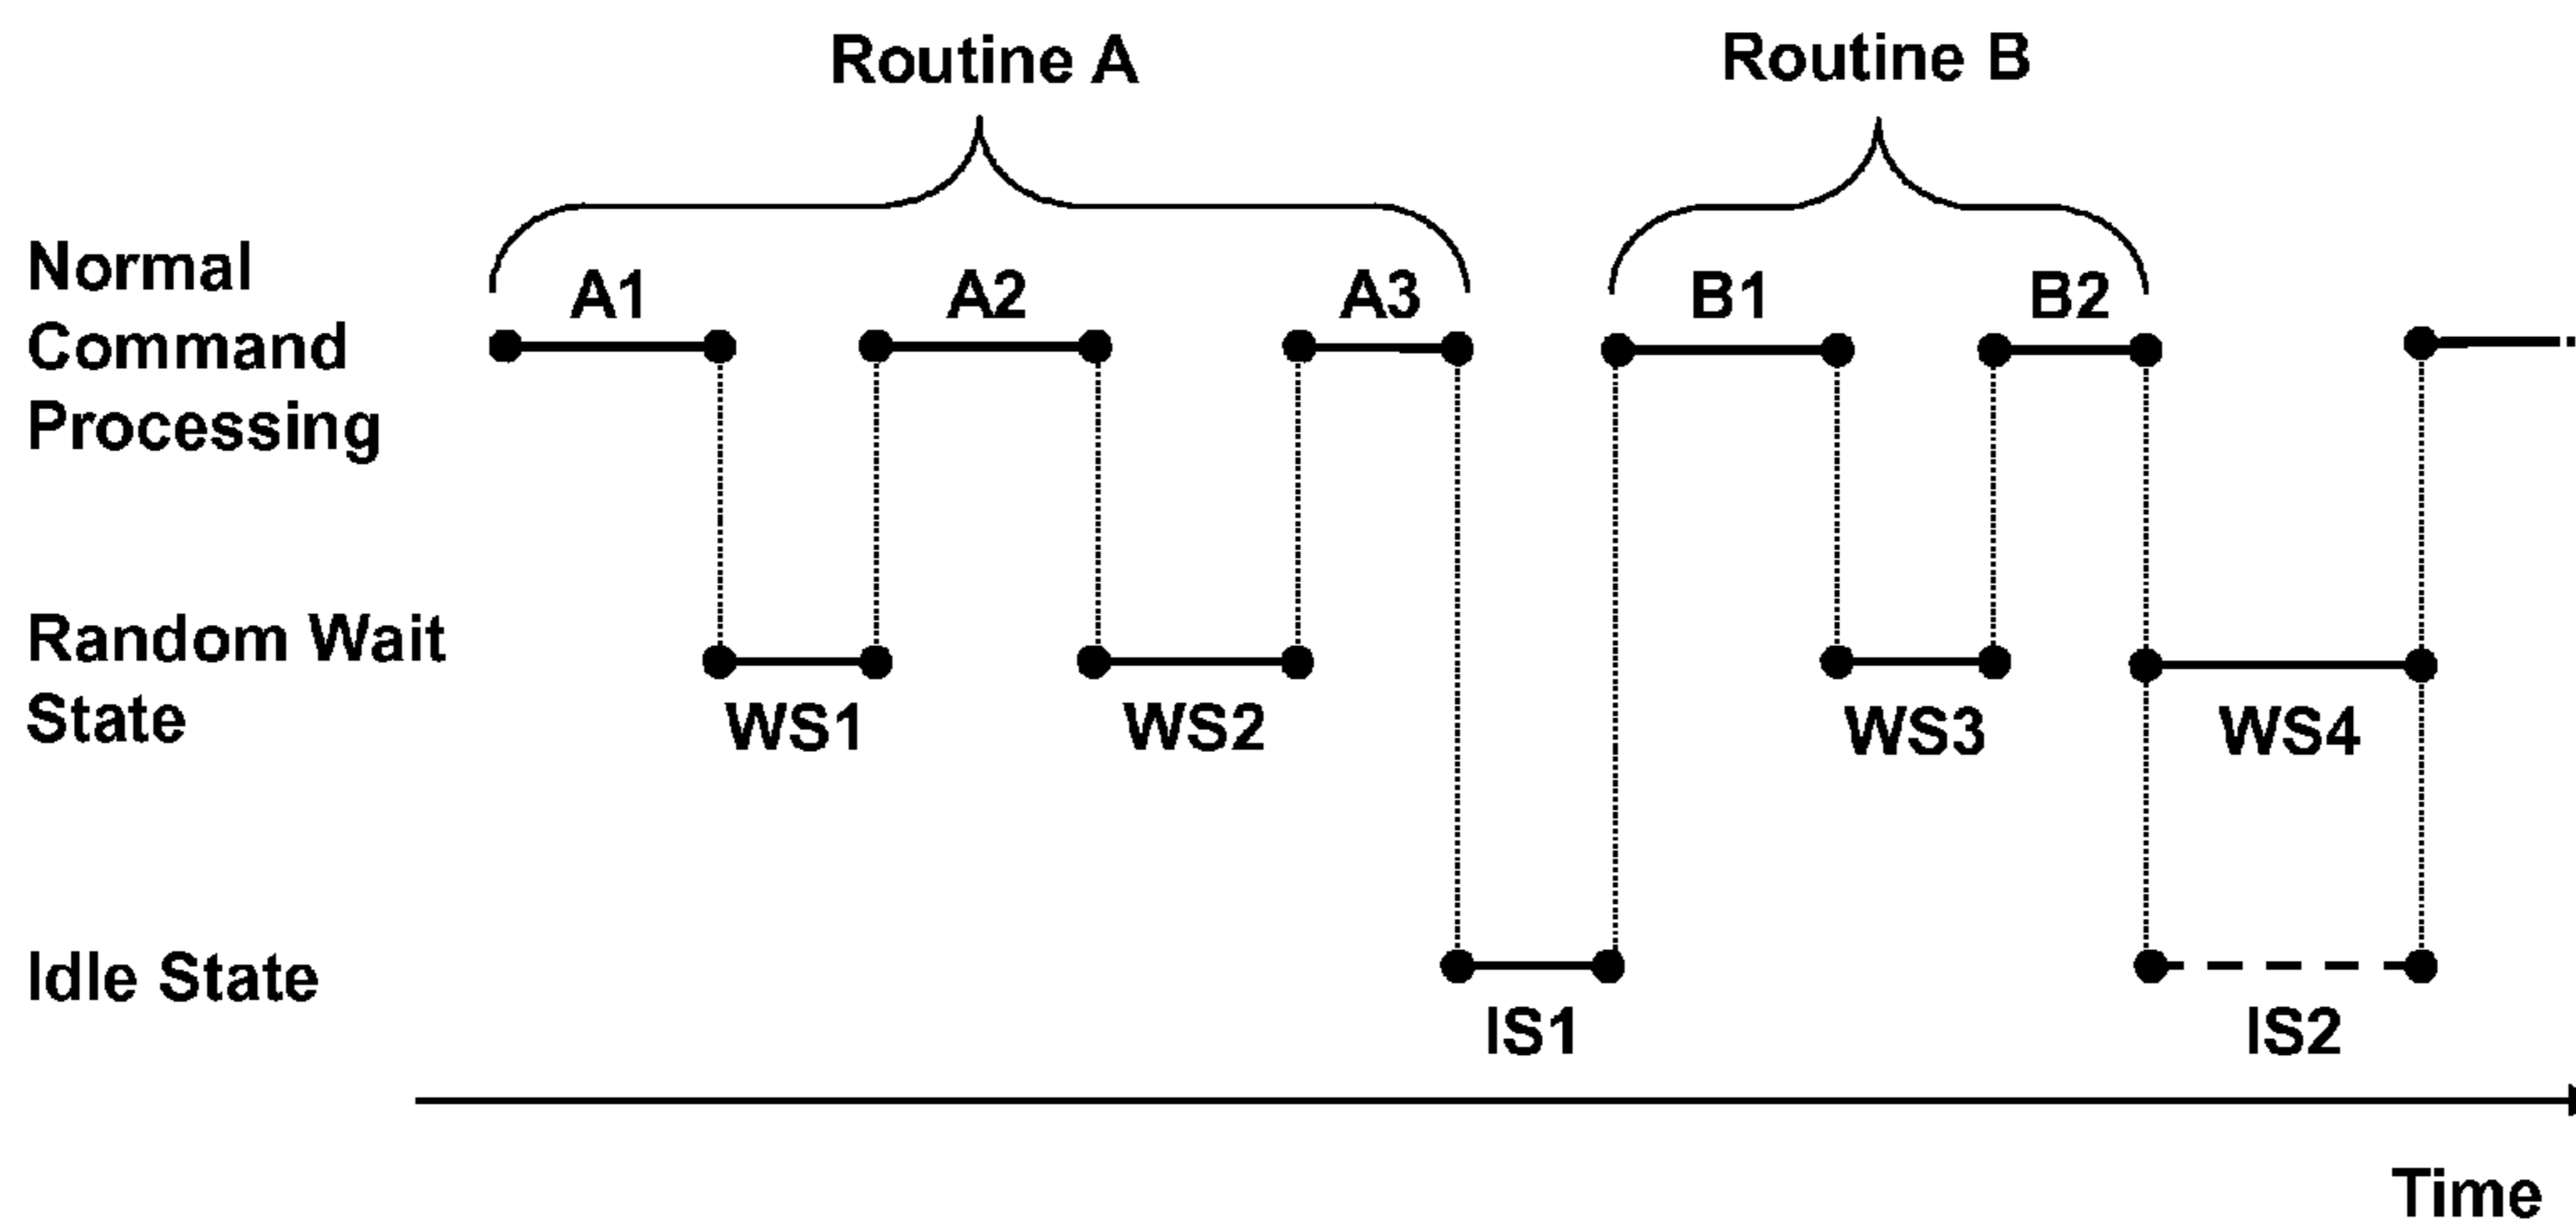 Routine A
Routine B
Normal
Command
Processing
A1
A2
A3
B1
B2
Random Wait
State
WS1
WS2
WS3
WS4
Idle State
IS1
IS2
Time